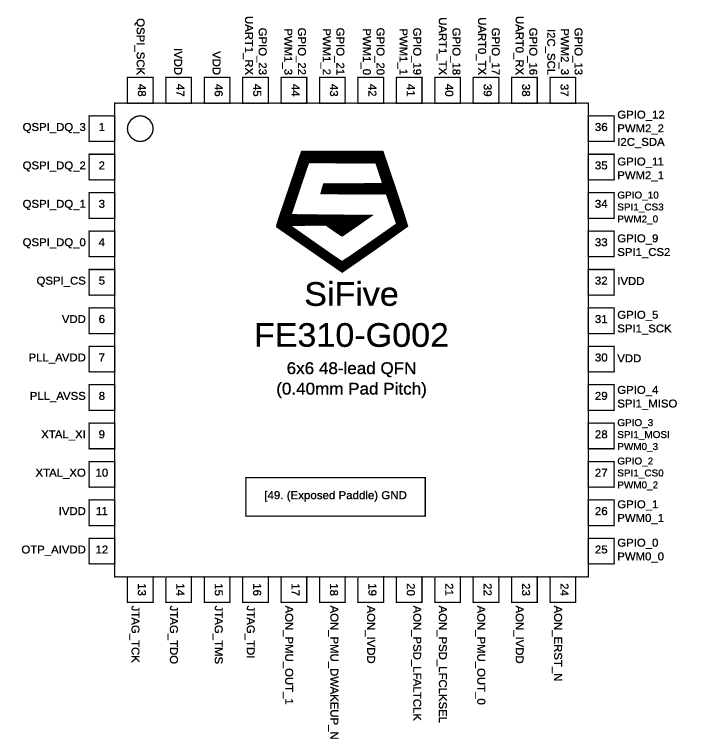 QSPI_SCK
IVDD
VDD
GPIO_23
UART1_RX
GPIO_22
PWM1_3
GPIO_21
PWM1_2
GPIO_20
PWM1_0
GPIO_19
PWM1_1
GPIO_18
UART1_TX
GPIO_17
UART0_TX
GPIO_16
UART0_RX
GPIO_13
PWM2_3
I2C_SCL
48
47
46
45
44
43
42
41
40
39
38
37
QSPI_DQ_3
1
QSPI_DQ_2
2
QSPI_DQ_1
3
QSPI_DQ_0
4
QSPI_CS
5
VDD
6
PLL_AVDD
7
PLL_AVSS
8
XTAL_XI
9
XTAL_XO
10
IVDD
11
OTP_AIVDD
12
SiFive
FE310-G002
6x6 48-lead QFN
(0.40mm Pad Pitch)
[49. (Exposed Paddle) GND
36
GPIO_12
PWM2_2
I2C_SDA
35
GPIO_11
PWM2_1
34
GPIO_10
SPI1_CS3
PWM2_0
33
GPIO_9
SPI1_CS2
32
IVDD
31
GPIO_5
SPI1_SCK
30
VDD
29
GPIO_4
SPI1_MISO
28
GPIO_3
SPI1_MOSI
PWM0_3
27
GPIO_2
SPI1_CS0
PWM0_2
26
GPIO_1
PWM0_1
25
GPIO_0
PWM0_0
13
14
15
16
17
18
19
20
21
22
23
24
JTAG_TCK
JTAG_TDO
JTAG_TMS
JTAG_TDI
AON_PMU_OUT_1
AON_PMU_DWAKEUP_N
AON_IVDD
AON_PSD_LFALTCLK
AON_PSD_LFCLKSEL
AON_PMU_OUT_0
AON_IVDD
AON_ERST_N